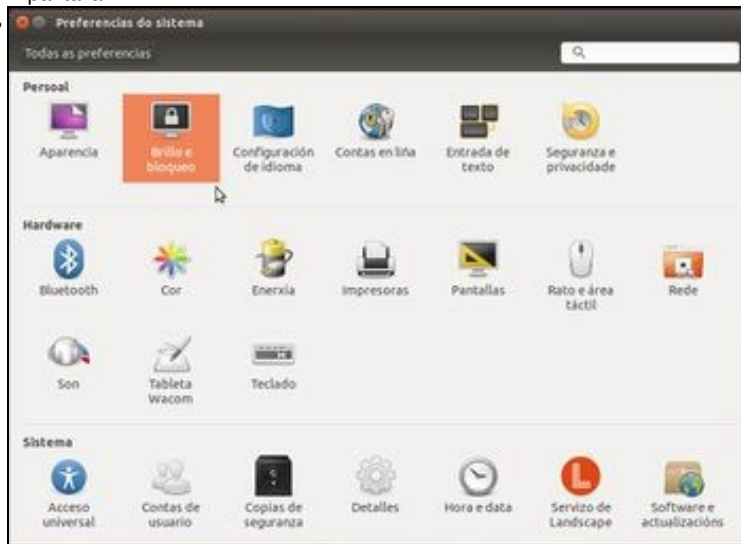 Preferencias do sistema
Todas as preferencias
Persoal
Aparencia
Brillo e
bloqueo
Configuración
de idioma
Contas en liña
Entrada de
texto
Seguranza e
privacidade
Hardware
Bluetooth
Cor
Enerxía
Impresoras
Pantallas
Rato e área
táctil
Rede
Son
Tableta
Wacom
Teclado
Sistema
Acceso
universal
Contas de
usuario
Copias de
seguranza
Detalles
Hora e data
Servizo de
Landscape
Software e
actualizacións